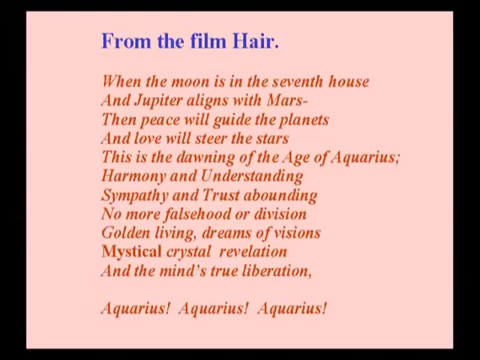 From the film Hair.
When the moon is in the seventh house
And Jupiter aligns with Mars-
Then peace will guide the planets
And love will steer the stars
This is the dawning of the Age of Aquarius;
Harmony and Understanding
Sympathy and Trust abounding
No more falsehood or division
Golden living, dreams of visions
Mystical crystal revelation
And the mind's true liberation,
Aquarius! Aquarius! Aquarius!